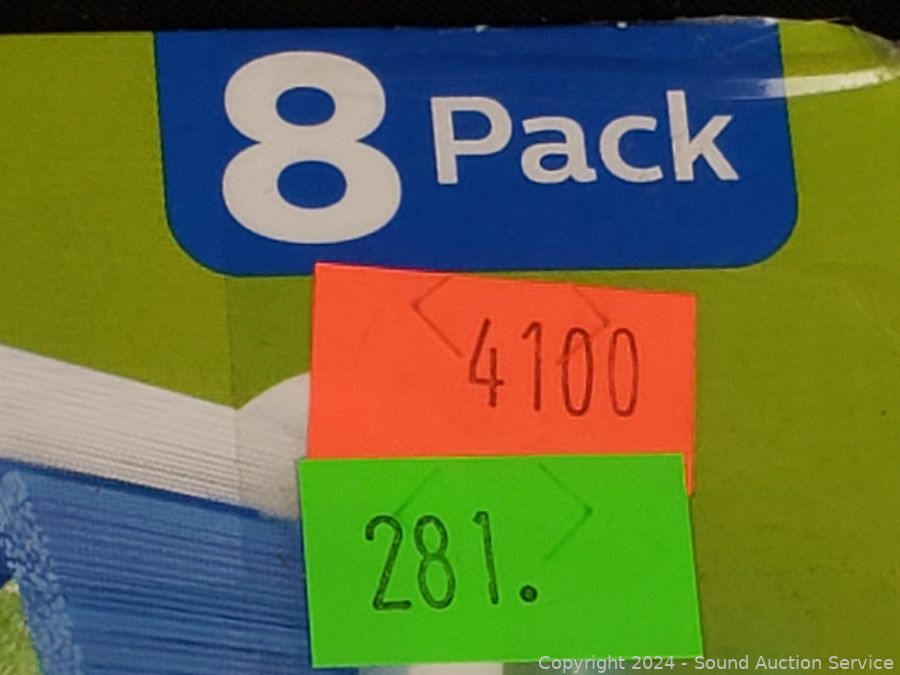 8 Pack
4100
281.
Copyright © 2024 - Sound Auction Service